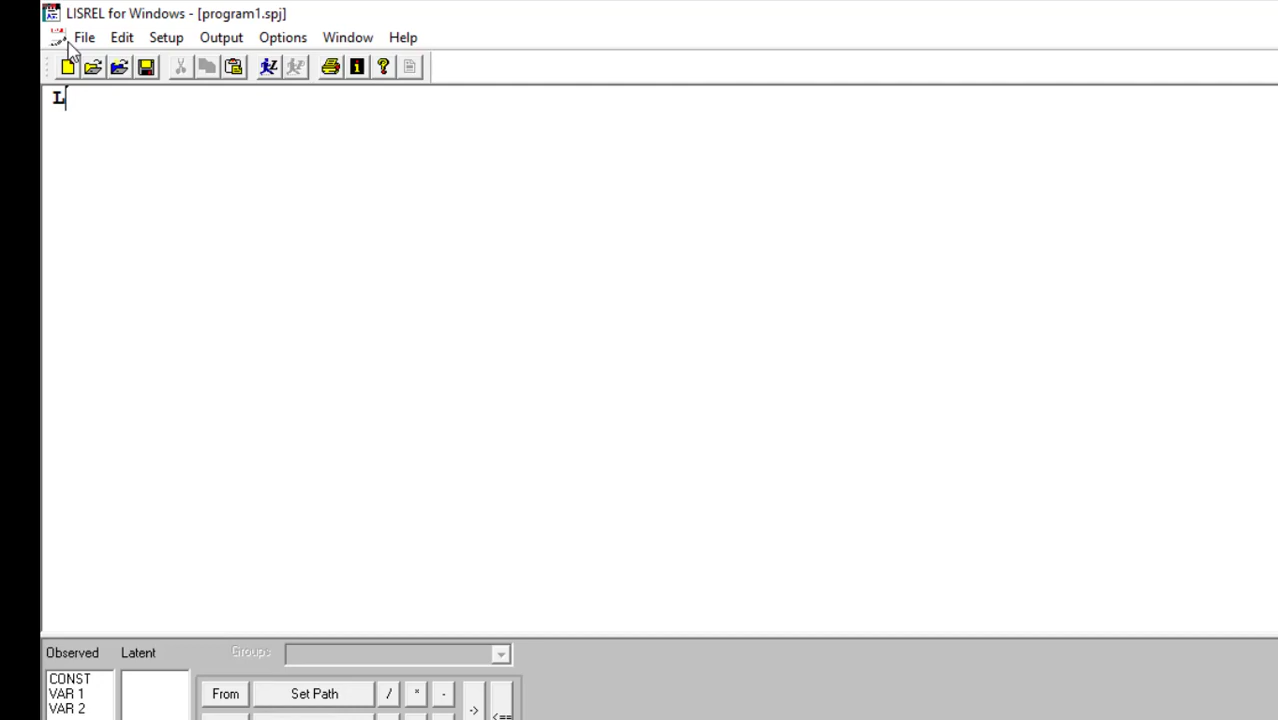 LISREL for Windows - [program1.spj]
File Edit Setup Output Options Window Help
L
Observed Latent Groups
CONST
VAR 1
VAR 2
From Set Path / * - -> <==